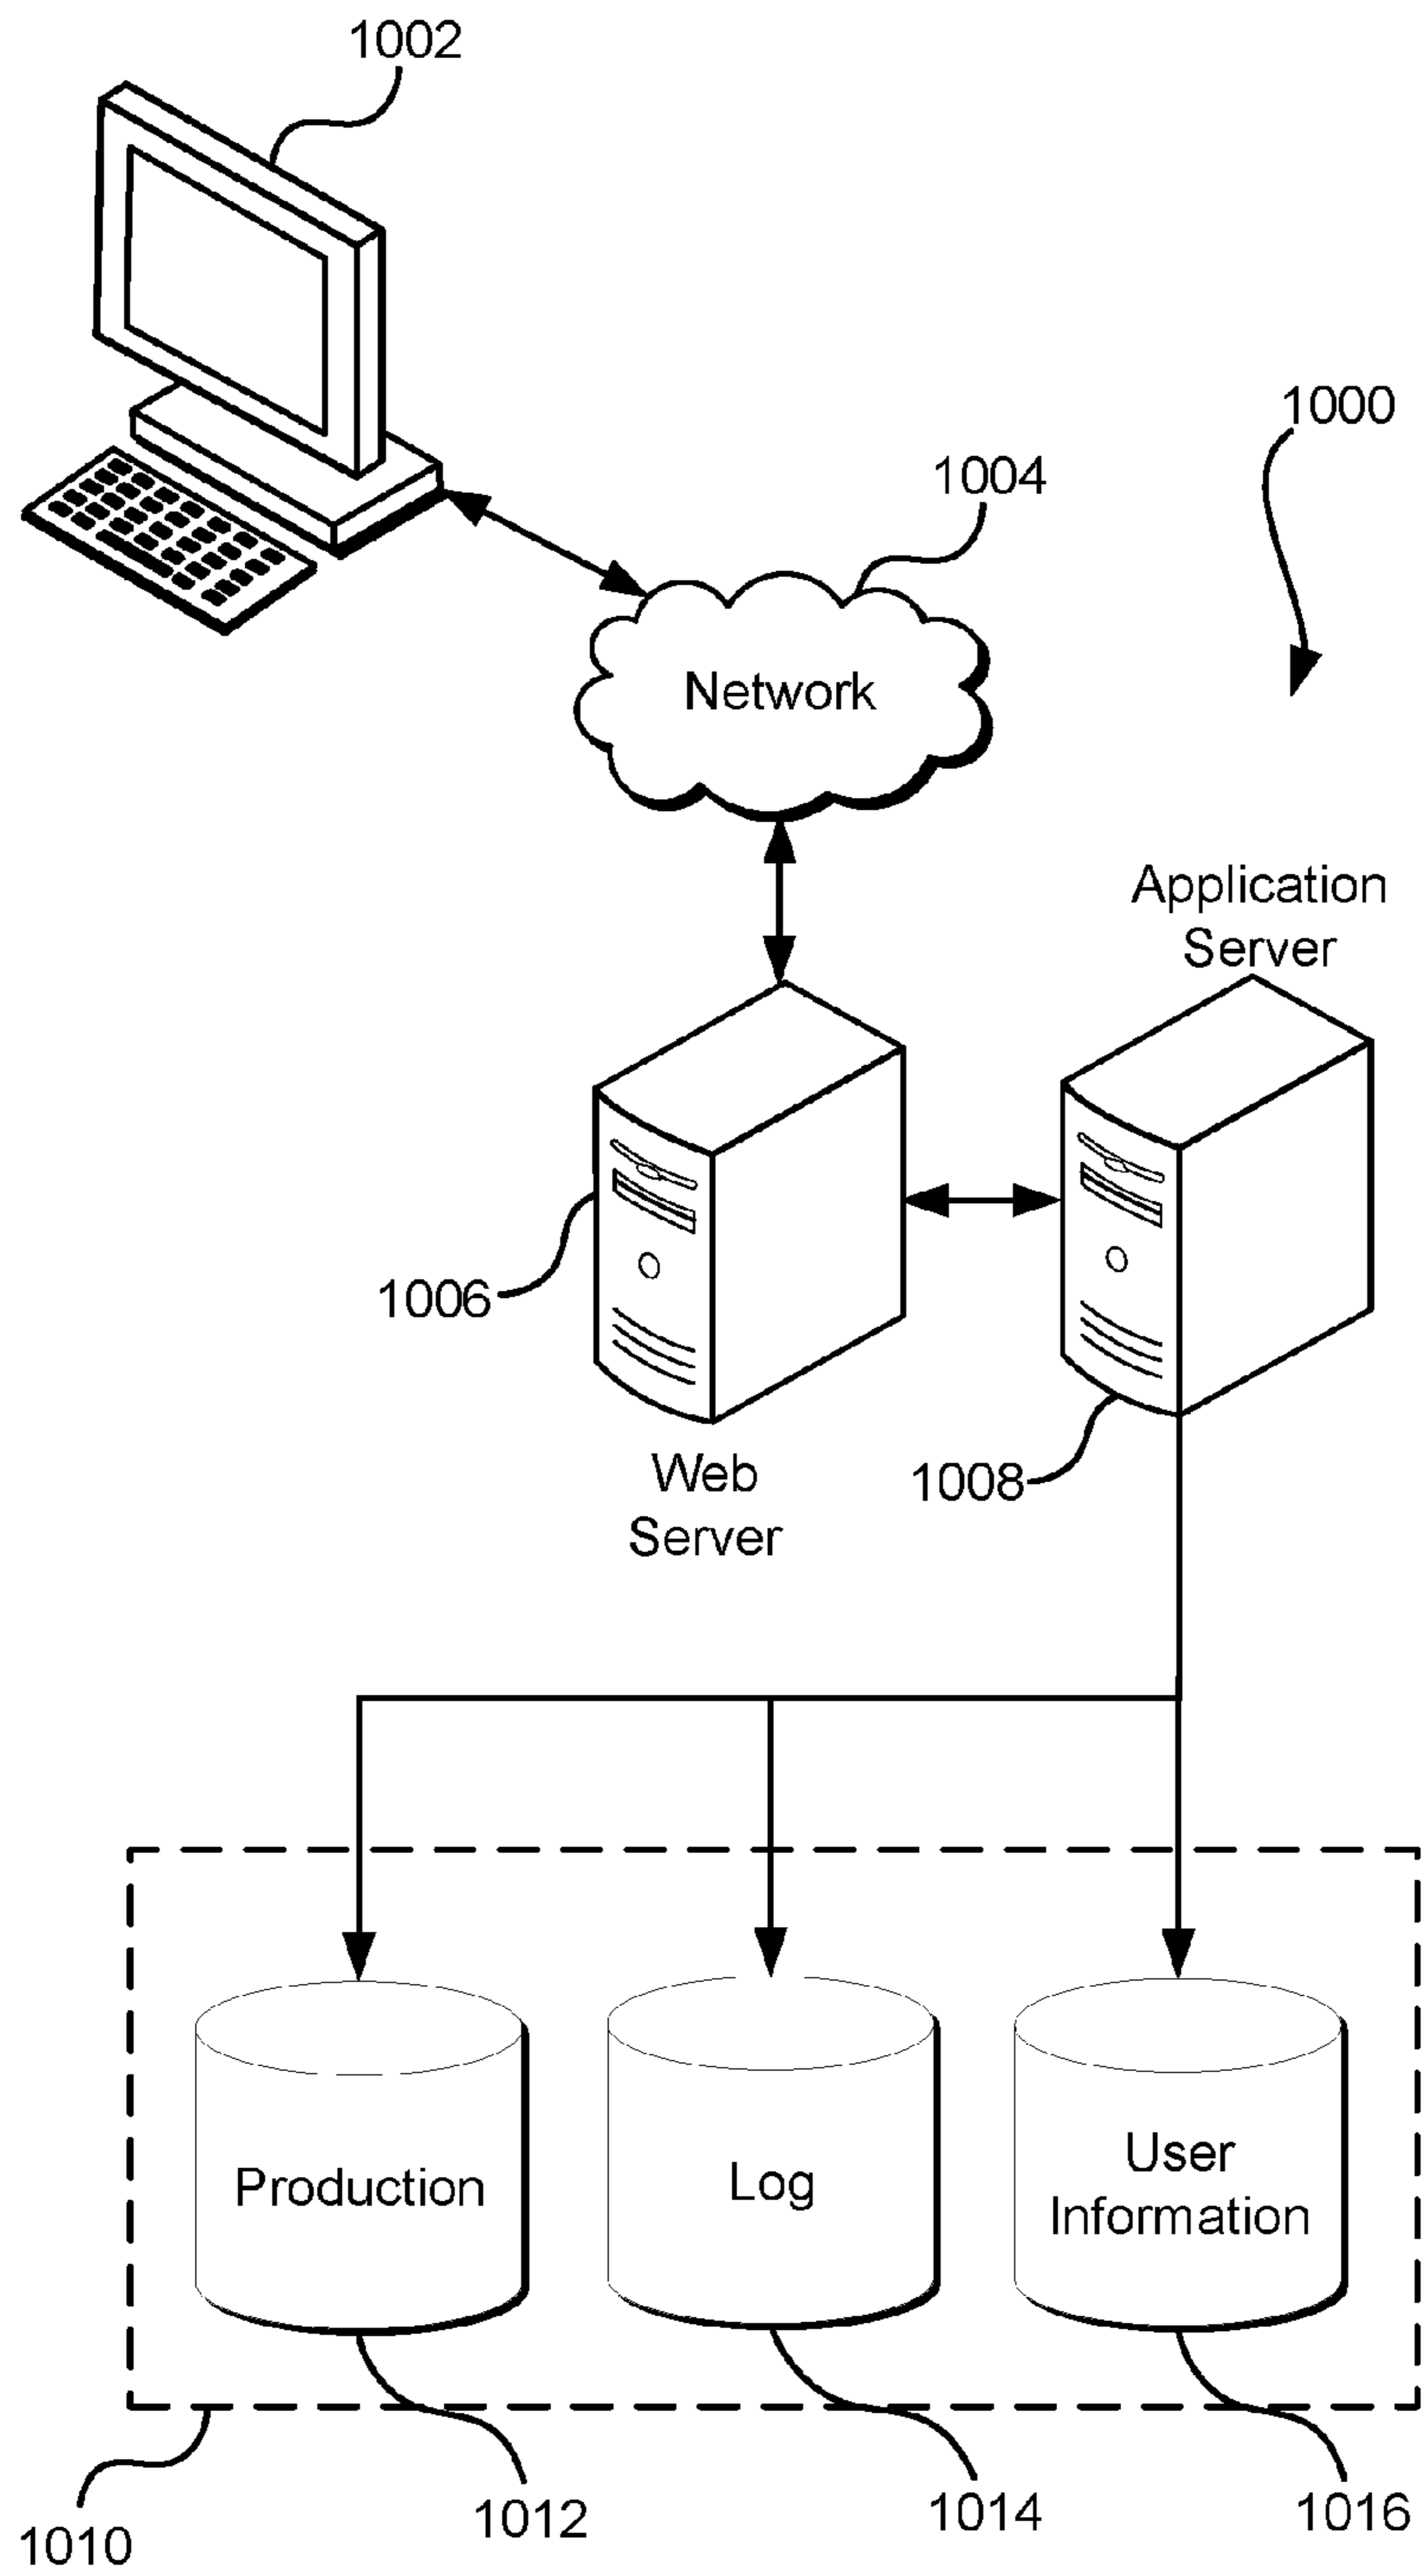 1002
1000
1004
Network
Application
Server
1006
Web
Server
1008
Production
Log
User
Information
1010
1012
1014
1016